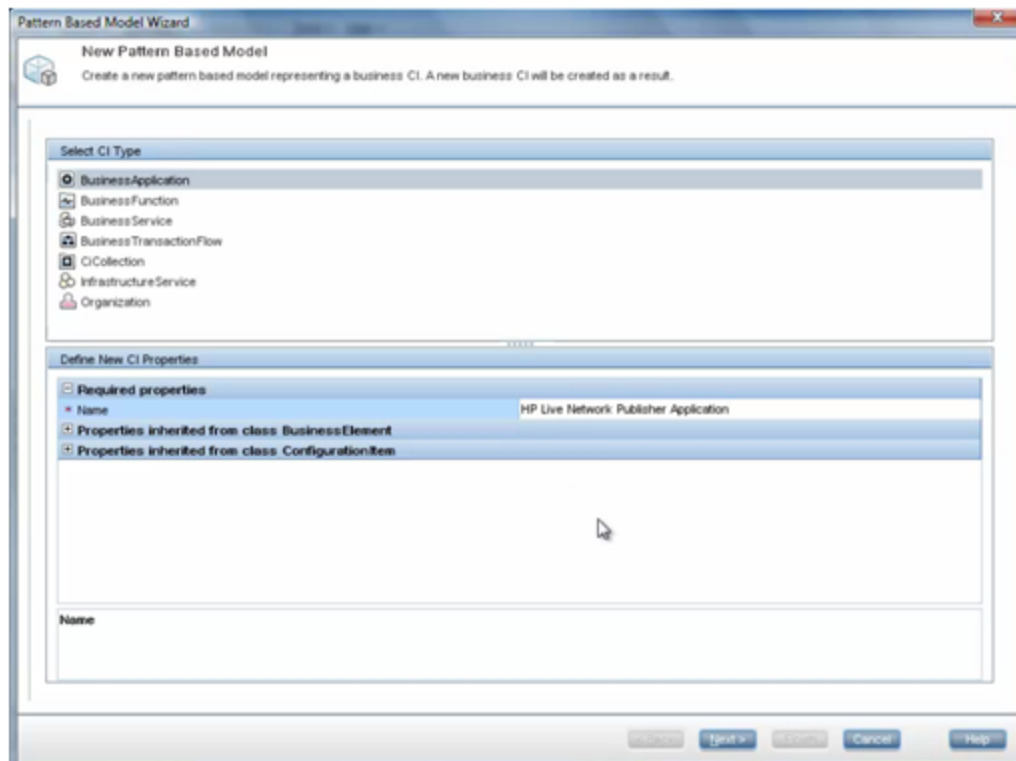 Pattern Based Model Wizard
New Pattern Based Model
Create a new pattern based model representing a business CI. A new business CI will be created as a result.
Select CI Type
BusinessApplication
BusinessFunction
BusinessService
BusinessTransactionFlow
CiCollection
InfrastructureService
Organization
Define New CI Properties
Required properties
* Name HP Live Network Publisher Application
Properties inherited from class BusinessElement
Properties inherited from class ConfigurationItem
Name
Next > Cancel Help